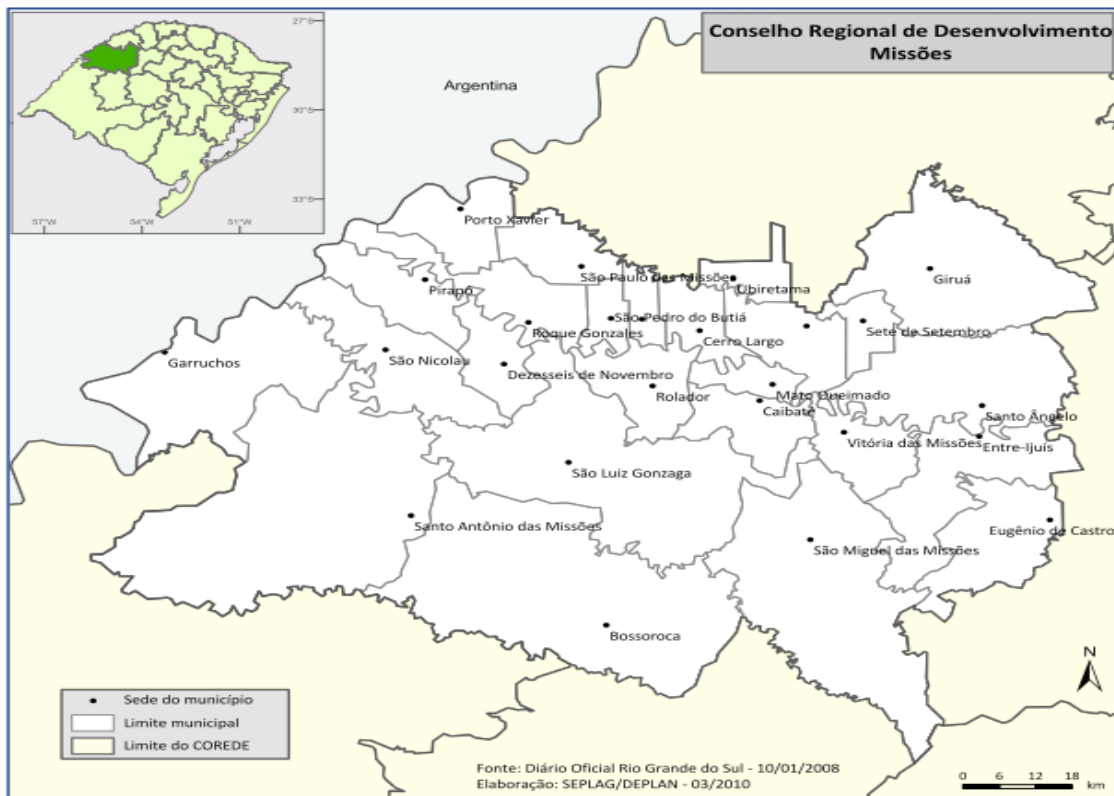 Conselho Regional de Desenvolvimento
Missões
27°S
30°S
33°S
57°W
54°W
51°W
Argentina
Porto Xavier
São Paulo das Missões
Ubiretama
Giruá
Pirapó
São Pedro do Butiá
Roque Gonzales
Cerro Largo
Sete de Setembro
Garruchos
São Nicolau
Dezesseis de Novembro
Rolador
Mato Queimado
Caibaté
Santo Ângelo
Vitória das Missões
Entre-Ijuís
São Luiz Gonzaga
Santo Antônio das Missões
Eugênio de Castro
São Miguel das Missões
Bossoroca
N
Sede do município
Limite municipal
Limite do COREDE
Fonte: Diário Oficial Rio Grande do Sul - 10/01/2008
Elaboração: SEPLAG/DEPLAN - 03/2010
0 6 12 18
km